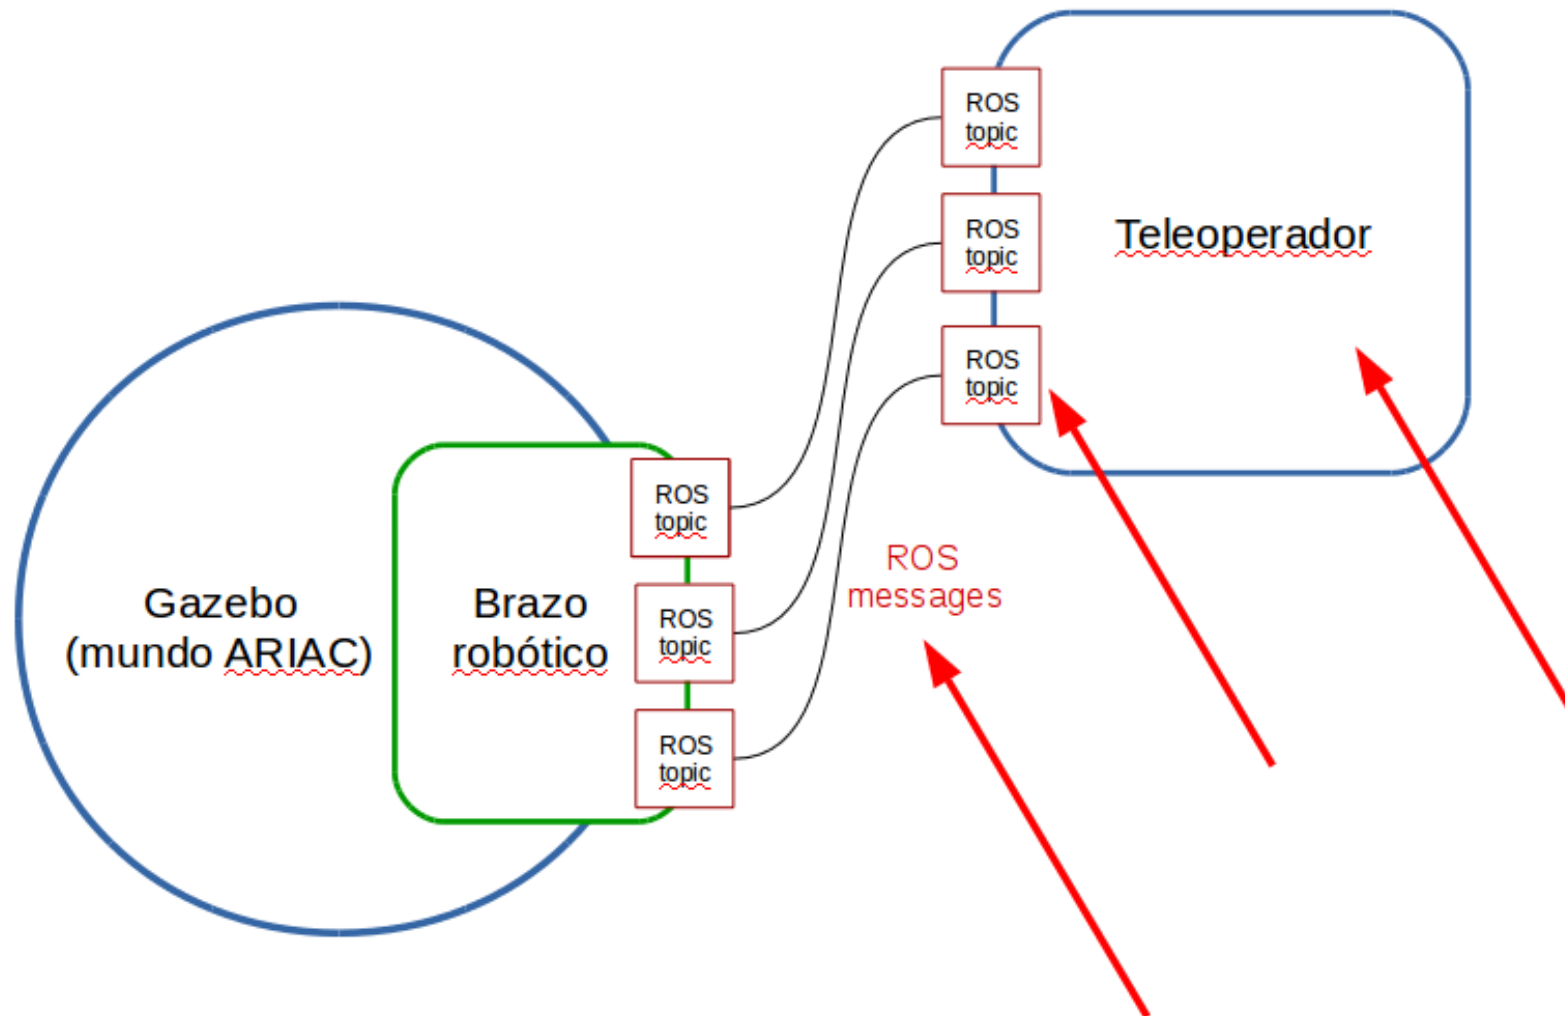 ROS
topic
ROS
topic
Teleoperador
ROS
topic
ROS
topic
ROS
messages
Gazebo
(mundo ARIAC)
Brazo
robótico
ROS
topic
ROS
topic